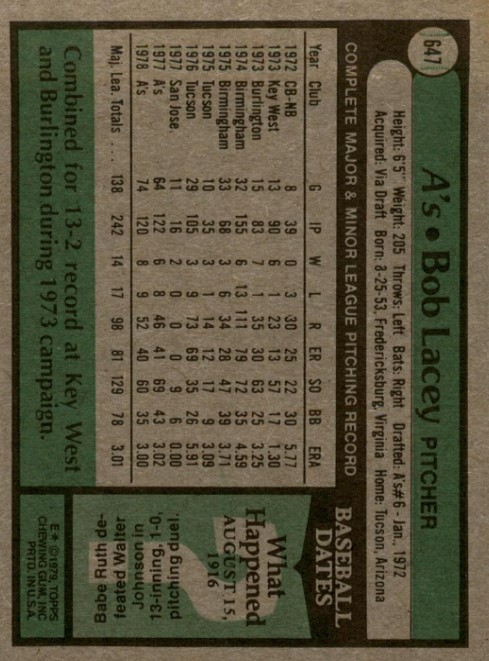 647
A's • Bob Lacey PITCHER
Height: 6'5" Weight: 205 Throws: Left Bats: Right Drafted: A's #6 - Jan., 1972
Acquired: Via Draft Born: 8-25-53, Fredericksburg, Virginia Home: Tucson, Arizona
COMPLETE MAJOR & MINOR LEAGUE PITCHING RECORD
Year Club G IP W L R ER SO BB ERA
1972 CB-NB 8 39 0 3 30 25 22 30 5.77
1973 Key West 13 90 6 1 23 13 57 17 1.30
1973 Burlington 15 83 7 1 35 30 63 25 3.25
1974 Birmingham 32 155 6 13 111 79 72 35 4.59
1975 Birmingham 33 68 3 6 34 28 47 39 3.71
1975 Tucson 10 35 3 1 14 12 17 9 3.09
1976 Tucson 29 105 3 9 73 69 35 26 5.91
1977 San Jose 11 16 2 0 0 0 9 6 0.00
1977 A's 64 122 6 8 46 41 69 43 3.02
1978 A's 74 120 8 9 52 40 60 35 3.00
Maj. Lea. Totals . . . 138 242 14 17 98 81 129 78 3.01
Combined for 13-2 record at Key West
and Burlington during 1973 campaign.
BASEBALL
DATES
What
Happened
AUGUST 15,
1916
Babe Ruth de-
feated Walter
Johnson in
13-inning, 1-0,
pitching duel.
E* © 1979, TOPPS
CHEWING GUM, INC
PRTD. IN U.S.A.